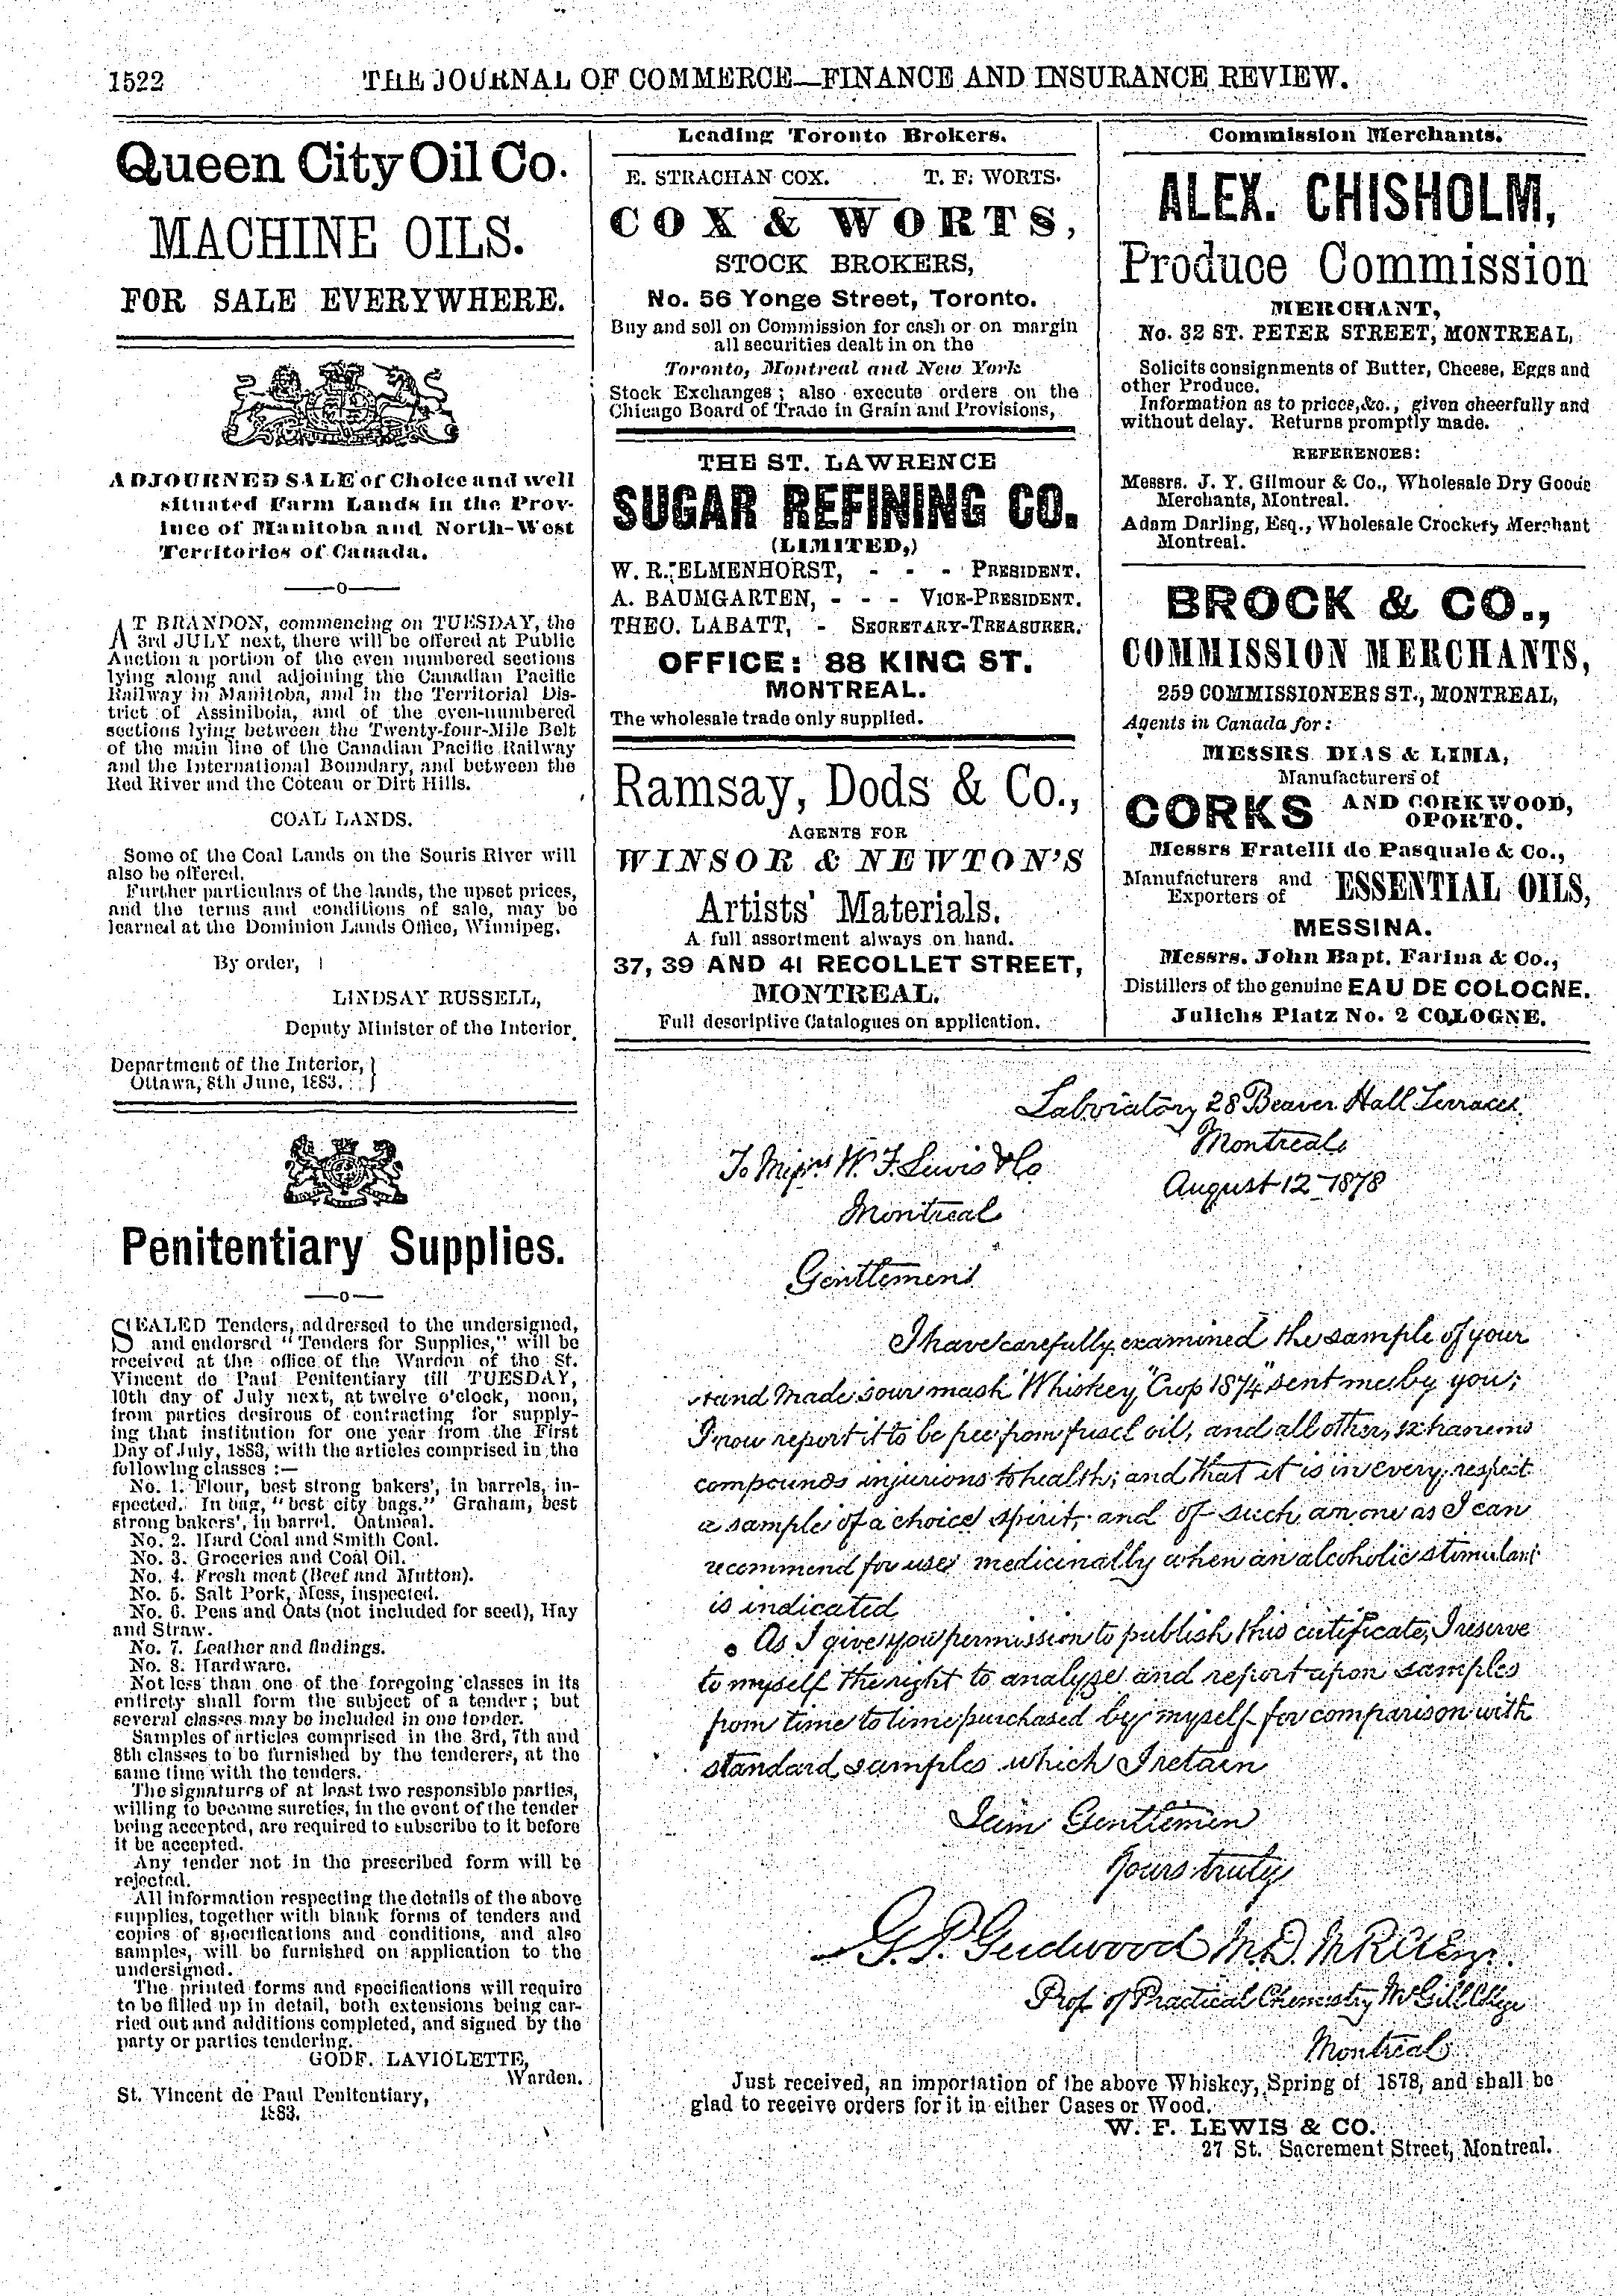 1522 THE JOURNAL OF COMMERCE—FINANCE AND INSURANCE REVIEW.
Queen City Oil Co.
MACHINE OILS.
FOR SALE EVERYWHERE.
ADJOURNED SALE of Choice and well
situated Farm Lands in the Prov-
ince of Manitoba and North-West
Territories of Canada.
—o—
AT BRANDON, commencing on TUESDAY, the
3rd JULY next, there will be offered at Public
Auction a portion of the even numbered sections
lying along and adjoining the Canadian Pacific
Railway in Manitoba, and in the Territorial Dis-
trict of Assiniboia, and of the even-numbered
sections lying between the Twenty-four-Mile Belt
of the main line of the Canadian Pacific Railway
and the International Boundary, and between the
Red River and the Coteau or Dirt Hills.
COAL LANDS.
Some of the Coal Lands on the Souris River will
also be offered.
Further particulars of the lands, the upset prices,
and the terms and conditions of sale, may be
learned at the Dominion Lands Office, Winnipeg.
By order,
LINDSAY RUSSELL,
Deputy Minister of the Interior.
Department of the Interior, }
Ottawa, 8th June, 1883. }
Penitentiary Supplies.
—o—
SEALED Tenders, addressed to the undersigned,
and endorsed "Tenders for Supplies," will be
received at the office of the Warden of the St.
Vincent de Paul Penitentiary till TUESDAY,
10th day of July next, at twelve o'clock, noon,
from parties desirous of contracting for supply-
ing that institution for one year from the First
Day of July, 1883, with the articles comprised in the
following classes :—
No. 1. Flour, best strong bakers', in barrels, in-
spected. In bag, "best city bags." Graham, best
strong bakers', in barrel. Oatmeal.
No. 2. Hard Coal and Smith Coal.
No. 3. Groceries and Coal Oil.
No. 4. Fresh meat (Beef and Mutton).
No. 5. Salt Pork, Mess, inspected.
No. 6. Peas and Oats (not included for seed), Hay
and Straw.
No. 7. Leather and findings.
No. 8. Hardware.
Not less than one of the foregoing classes in its
entirety shall form the subject of a tender; but
several classes may be included in one tender.
Samples of articles comprised in the 3rd, 7th and
8th classes to be furnished by the tenderers, at the
same time with the tenders.
The signatures of at least two responsible parties,
willing to become sureties, in the event of the tender
being accepted, are required to subscribe to it before
it be accepted.
Any tender not in the prescribed form will be
rejected.
All information respecting the details of the above
supplies, together with blank forms of tenders and
copies of specifications and conditions, and also
samples, will be furnished on application to the
undersigned.
The printed forms and specifications will require
to be filled up in detail, both extensions being car-
ried out and additions completed, and signed by the
party or parties tendering.
GODF. LAVIOLETTE,
Warden.
St. Vincent de Paul Penitentiary,
1883.
Leading Toronto Brokers.
E. STRACHAN COX. T. F. WORTS.
COX & WORTS,
STOCK BROKERS,
No. 56 Yonge Street, Toronto.
Buy and sell on Commission for cash or on margin
all securities dealt in on the
Toronto, Montreal and New York
Stock Exchanges; also execute orders on the
Chicago Board of Trade in Grain and Provisions,
THE ST. LAWRENCE
SUGAR REFINING CO.
(LIMITED,)
W. R. ELMENHORST, - - - PRESIDENT.
A. BAUMGARTEN, - - - VICE-PRESIDENT.
THEO. LABATT, - SECRETARY-TREASURER.
OFFICE: 88 KING ST.
MONTREAL.
The wholesale trade only supplied.
Ramsay, Dods & Co.,
AGENTS FOR
WINSOR & NEWTON'S
Artists' Materials.
A full assortment always on hand.
37, 39 AND 41 RECOLLET STREET,
MONTREAL.
Full descriptive Catalogues on application.
Commission Merchants.
ALEX. CHISHOLM,
Produce Commission
MERCHANT,
No. 32 ST. PETER STREET, MONTREAL,
Solicits consignments of Butter, Cheese, Eggs and
other Produce.
Information as to prices, &c., given cheerfully and
without delay. Returns promptly made.
REFERENCES:
Messrs. J. Y. Gilmour & Co., Wholesale Dry Goods
Merchants, Montreal.
Adam Darling, Esq., Wholesale Crockery Merchant
Montreal.
BROCK & CO.,
COMMISSION MERCHANTS,
259 COMMISSIONERS ST., MONTREAL,
Agents in Canada for:
MESSRS. DIAS & LIMA,
Manufacturers of
CORKS AND CORKWOOD,
OPORTO.
Messrs Fratelli de Pasquale & Co.,
Manufacturers and
Exporters of ESSENTIAL OILS,
MESSINA.
Messrs. John Bapt. Farina & Co.,
Distillers of the genuine EAU DE COLOGNE.
Julichs Platz No. 2 COLOGNE.
Laboratory 28 Beaver Hall Terrace
Montreal
August 12-1878
To Messrs W. F. Lewis & Co
Montreal
Gentlemen
I have carefully examined the sample of your
Hand Made sour mash Whiskey, "Crop 1874" sent me by you;
I now report it to be free from fusel oil, and all other
compounds injurious to health; and that it is in every respect
a sample of a choice spirit, and of such an one as I can
recommend for use medicinally when an alcoholic stimulant
is indicated
As I give you permission to publish this certificate, I reserve
to myself the right to analyze and report upon samples
from time to time purchased by myself for comparison with
standard samples which I retain
I am Gentlemen
Yours truly
G. P. Girdwood M.D. M.R.C.S. Eng.
Prof of Practical Chemistry McGill College
Montreal
Just received, an importation of the above Whiskey, Spring of 1878, and shall be
glad to receive orders for it in either Cases or Wood.
W. F. LEWIS & CO.
27 St. Sacrement Street, Montreal.